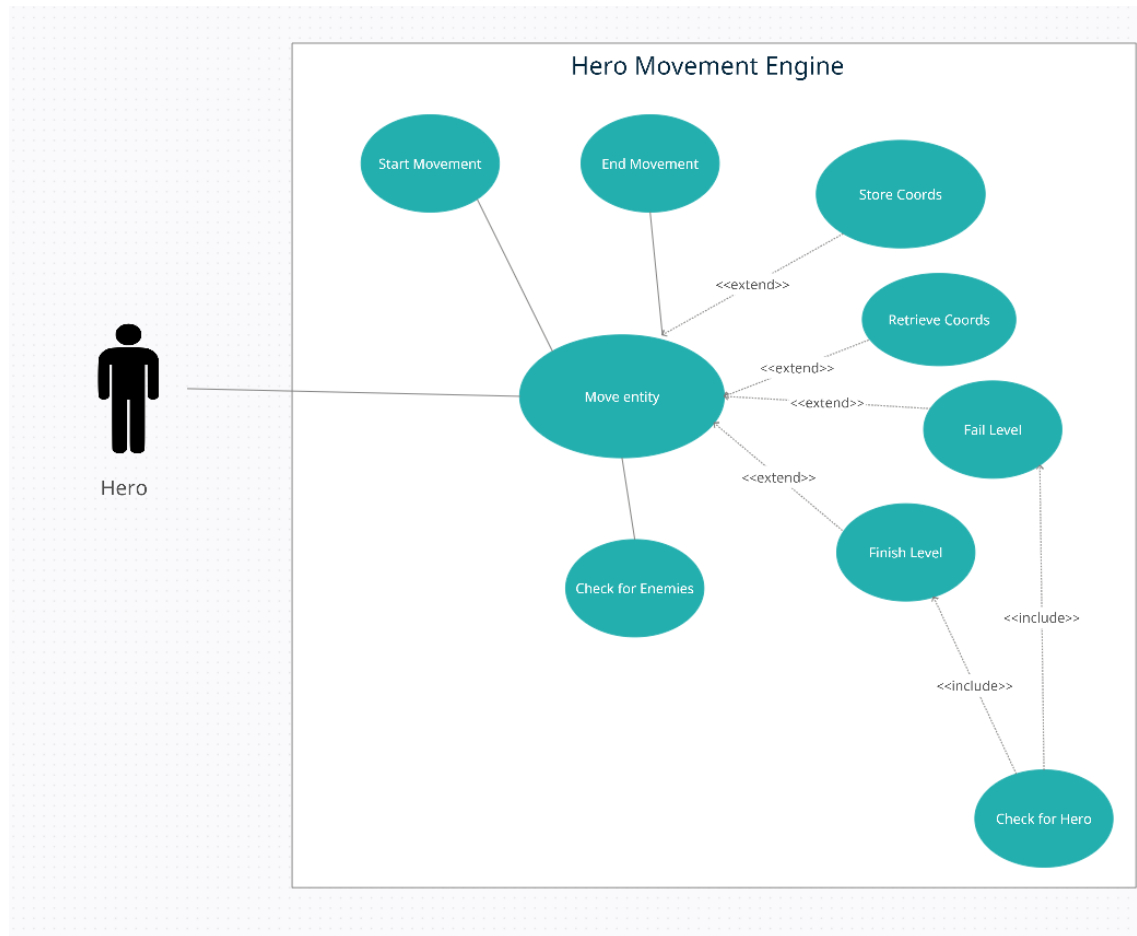 Hero Movement Engine
Start Movement
End Movement
Store Coords
<<extend>>
Retrieve Coords
<<extend>>
Move entity
<<extend>>
Fail Level
Hero
<<extend>>
Finish Level
Check for Enemies
<<include>>
<<include>>
Check for Hero